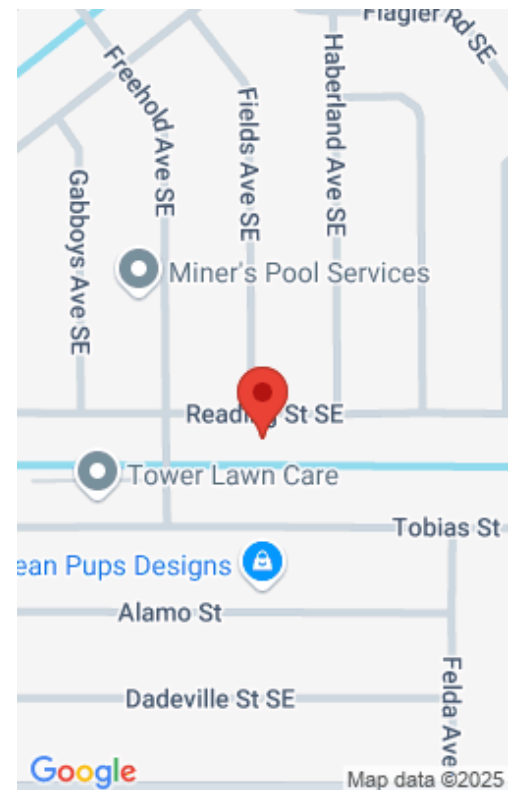 Flagler Rd SE
Freehold Ave SE
Fields Ave SE
Haberland Ave SE
Gabboys Ave SE
Miner's Pool Services
Reading St SE
Tower Lawn Care
Tobias St
ean Pups Designs
Alamo St
Felda Ave
Dadeville St SE
Google
Map data ©2025